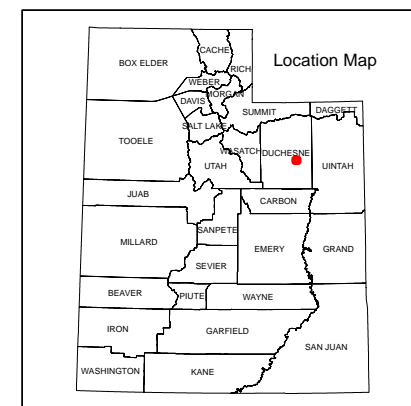 Location Map
CACHE
BOX ELDER
RICH
WEBER
MORGAN
DAVIS
SUMMIT
DAGGETT
SALT LAKE
TOOELE
WASATCH
DUCHESNE
UTAH
UINTAH
JUAB
CARBON
SANPETE
MILLARD
EMERY
GRAND
SEVIER
BEAVER
PIUTE
WAYNE
IRON
GARFIELD
SAN JUAN
WASHINGTON
KANE